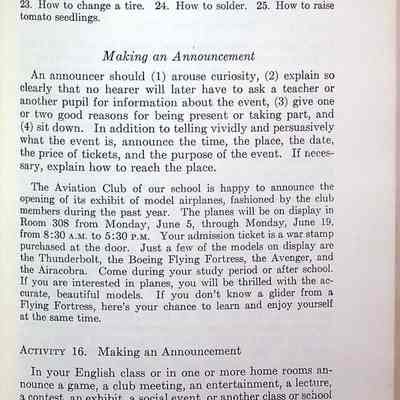 23. How to change a tire. 24. How to solder. 25. How to raise
tomato seedlings.
Making an Announcement
An announcer should (1) arouse curiosity, (2) explain so
clearly that no hearer will later have to ask a teacher or
another pupil for information about the event, (3) give one
or two good reasons for being present or taking part, and
(4) sit down. In addition to telling vividly and persuasively
what the event is, announce the time, the place, the date,
the price of tickets, and the purpose of the event. If neces-
sary, explain how to reach the place.
The Aviation Club of our school is happy to announce the
opening of its exhibit of model airplanes, fashioned by the club
members during the past year. The planes will be on display in
Room 308 from Monday, June 5, through Monday, June 19,
from 8:30 A.M. to 5:30 P.M. Your admission ticket is a war stamp
purchased at the door. Just a few of the models on display are
the Thunderbolt, the Boeing Flying Fortress, the Avenger, and
the Airacobra. Come during your study period or after school.
If you are interested in planes, you will be thrilled with the ac-
curate, beautiful models. If you don't know a glider from a
Flying Fortress, here's your chance to learn and enjoy yourself
at the same time.
ACTIVITY 16. Making an Announcement
In your English class or in one or more home rooms an-
nounce a game, a club meeting, an entertainment, a lecture,
a contest, an exhibit, a social event, or another class or school